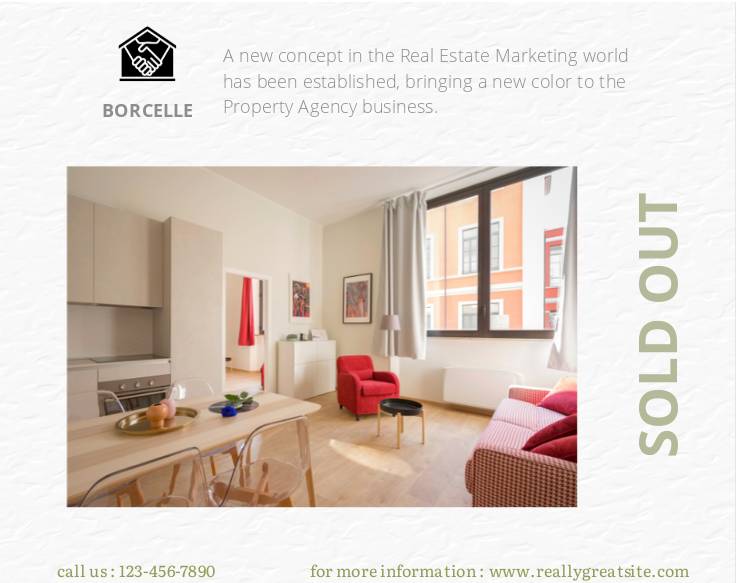 A new concept in the Real Estate Marketing world
has been established, bringing a new color to the
Property Agency business.
BORCELLE
SOLD OUT
call us : 123-456-7890
for more information : www.reallygreatsite.com